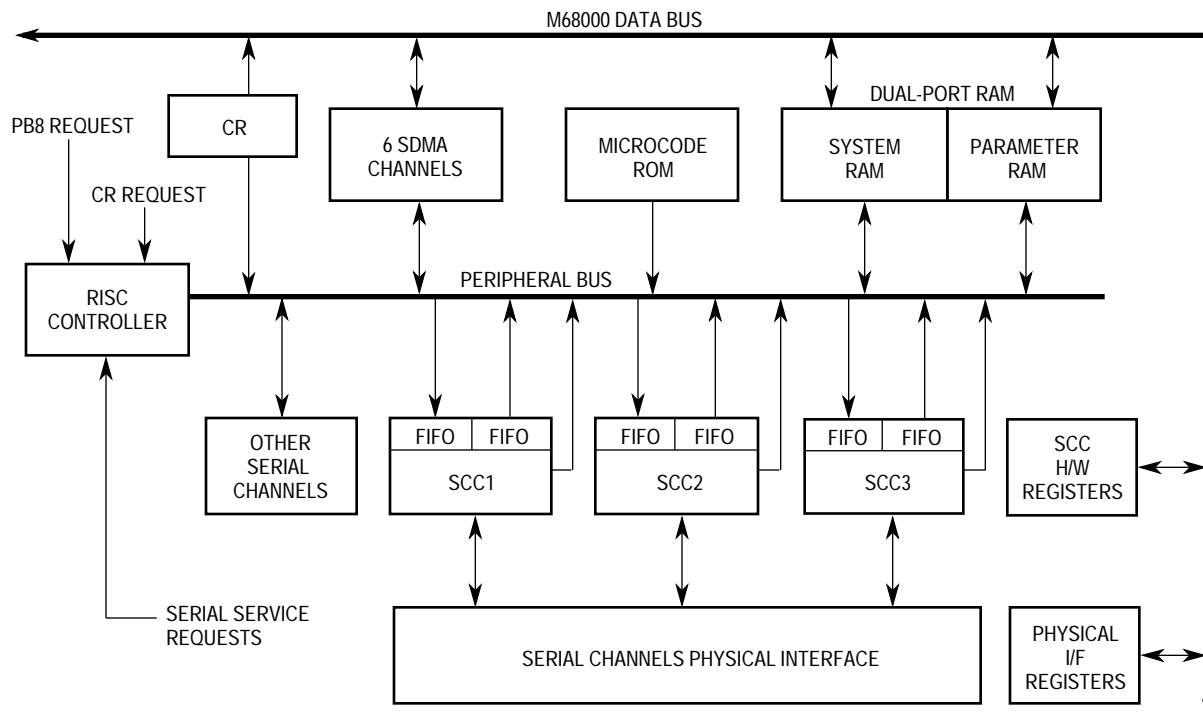 M68000 DATA BUS
DUAL-PORT RAM
PB8 REQUEST
CR
6 SDMA
CHANNELS
MICROCODE
ROM
SYSTEM
RAM
PARAMETER
RAM
CR REQUEST
RISC
CONTROLLER
PERIPHERAL BUS
OTHER
SERIAL
CHANNELS
FIFO FIFO
SCC1
FIFO FIFO
SCC2
FIFO FIFO
SCC3
SCC
H/W
REGISTERS
SERIAL SERVICE
REQUESTS
SERIAL CHANNELS PHYSICAL INTERFACE
PHYSICAL
I/F
REGISTERS